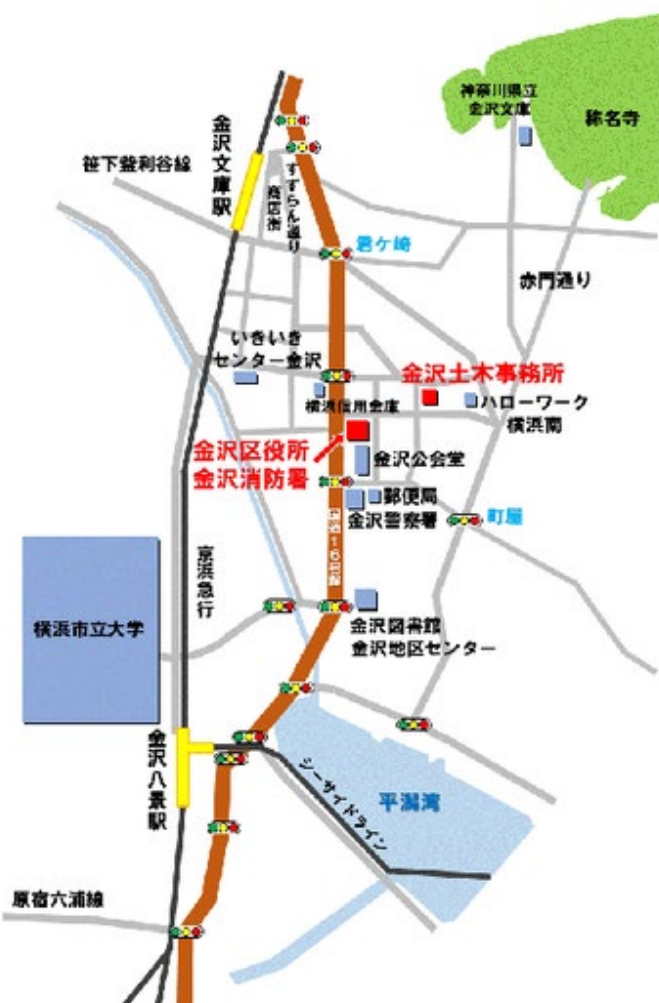 神奈川県立
金沢文庫
称名寺
金沢文庫駅
笹下釜利谷線
すずらん通り
商店街
君ケ崎
赤門通り
いきいき
センター金沢
金沢土木事務所
横浜信用金庫
ハローワーク
横浜南
金沢区役所
金沢消防署
金沢公会堂
郵便局
金沢警察署
町屋
国道16号線
京浜急行
横浜市立大学
金沢図書館
金沢地区センター
金沢八景駅
シーサイドライン
平潟湾
原宿六浦線